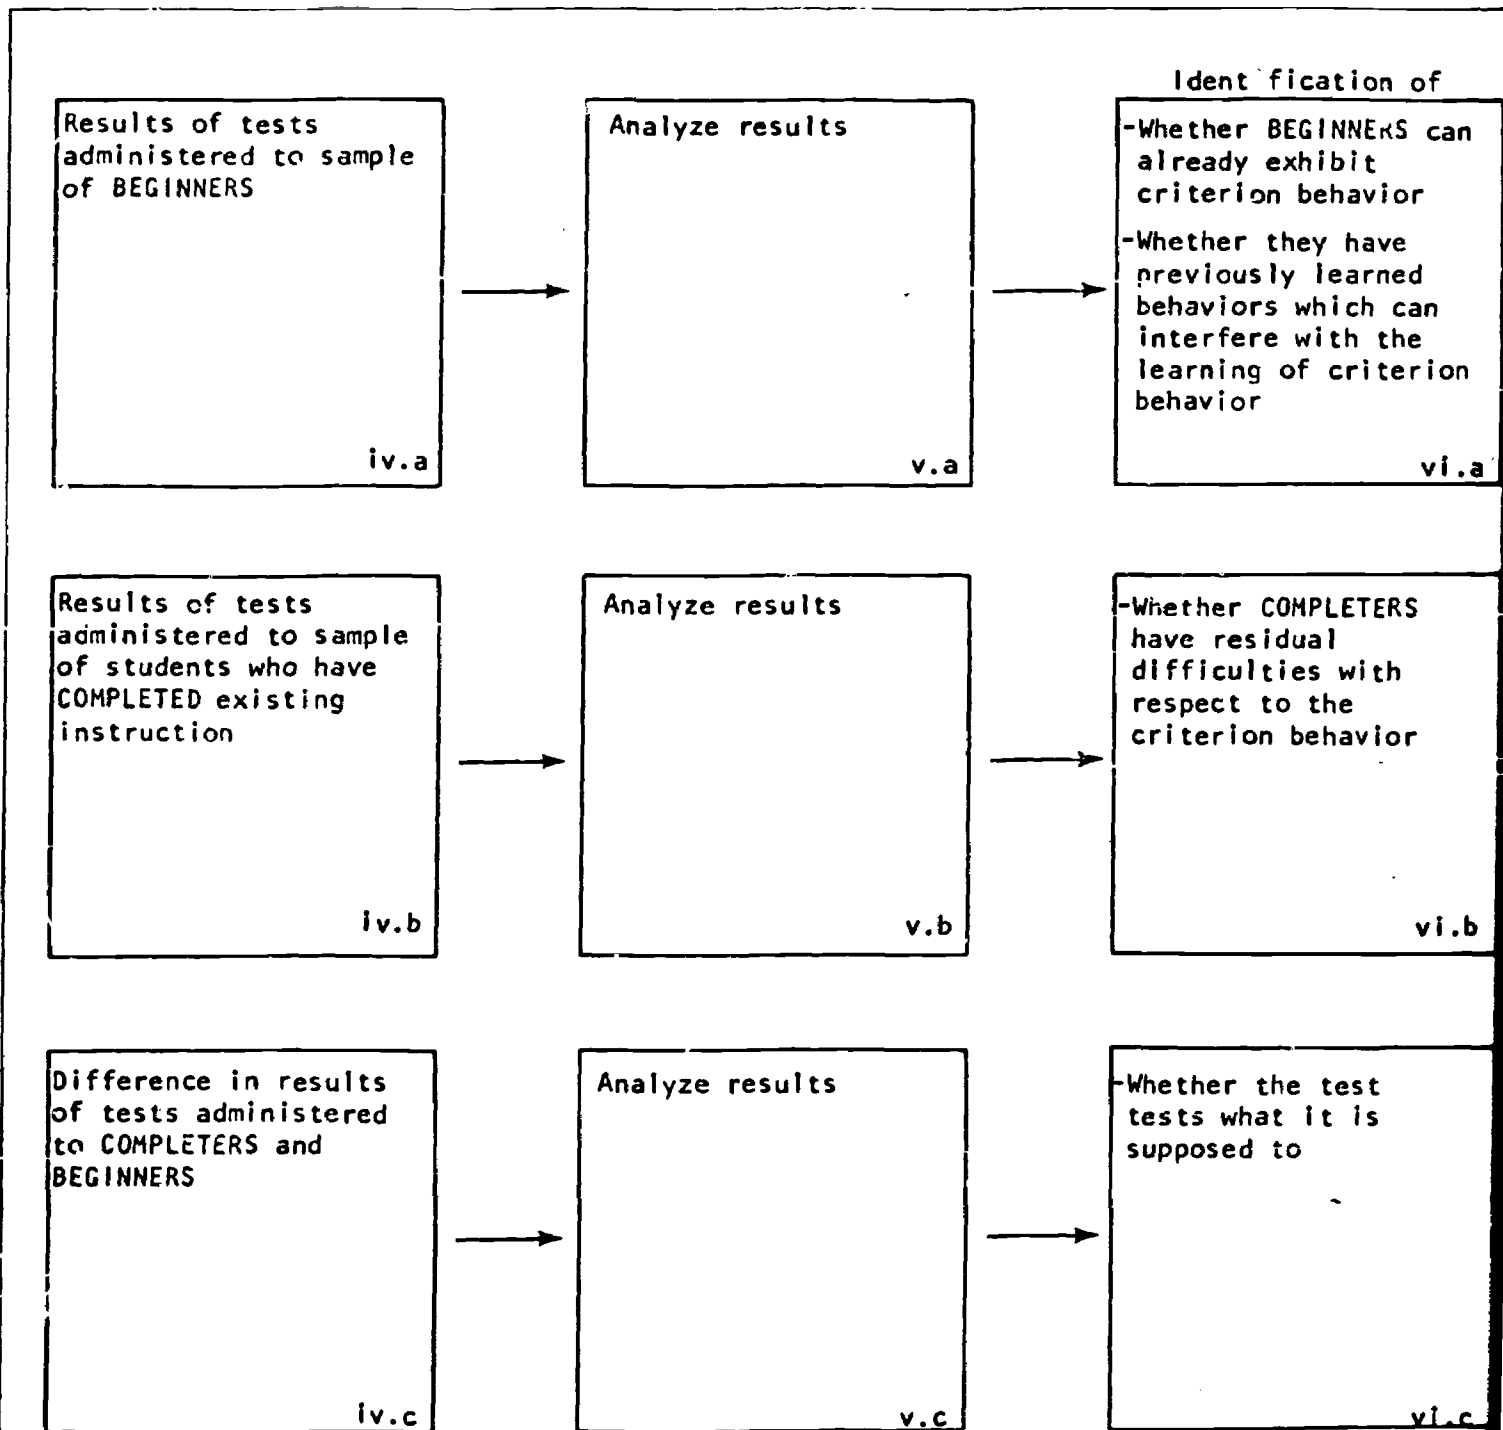 Ident fication of
Results of tests
administered to sample
of BEGINNERS
iv.a
Analyze results
v.a
-Whether BEGINNERS can
already exhibit
criterion behavior
-Whether they have
previously learned
behaviors which can
interfere with the
learning of criterion
behavior
vi.a
Results of tests
administered to sample
of students who have
COMPLETED existing
instruction
iv.b
Analyze results
v.b
-Whether COMPLETERS
have residual
difficulties with
respect to the
criterion behavior
vi.b
Difference in results
of tests administered
to COMPLETERS and
BEGINNERS
iv.c
Analyze results
v.c
-Whether the test
tests what it is
supposed to
vi.c